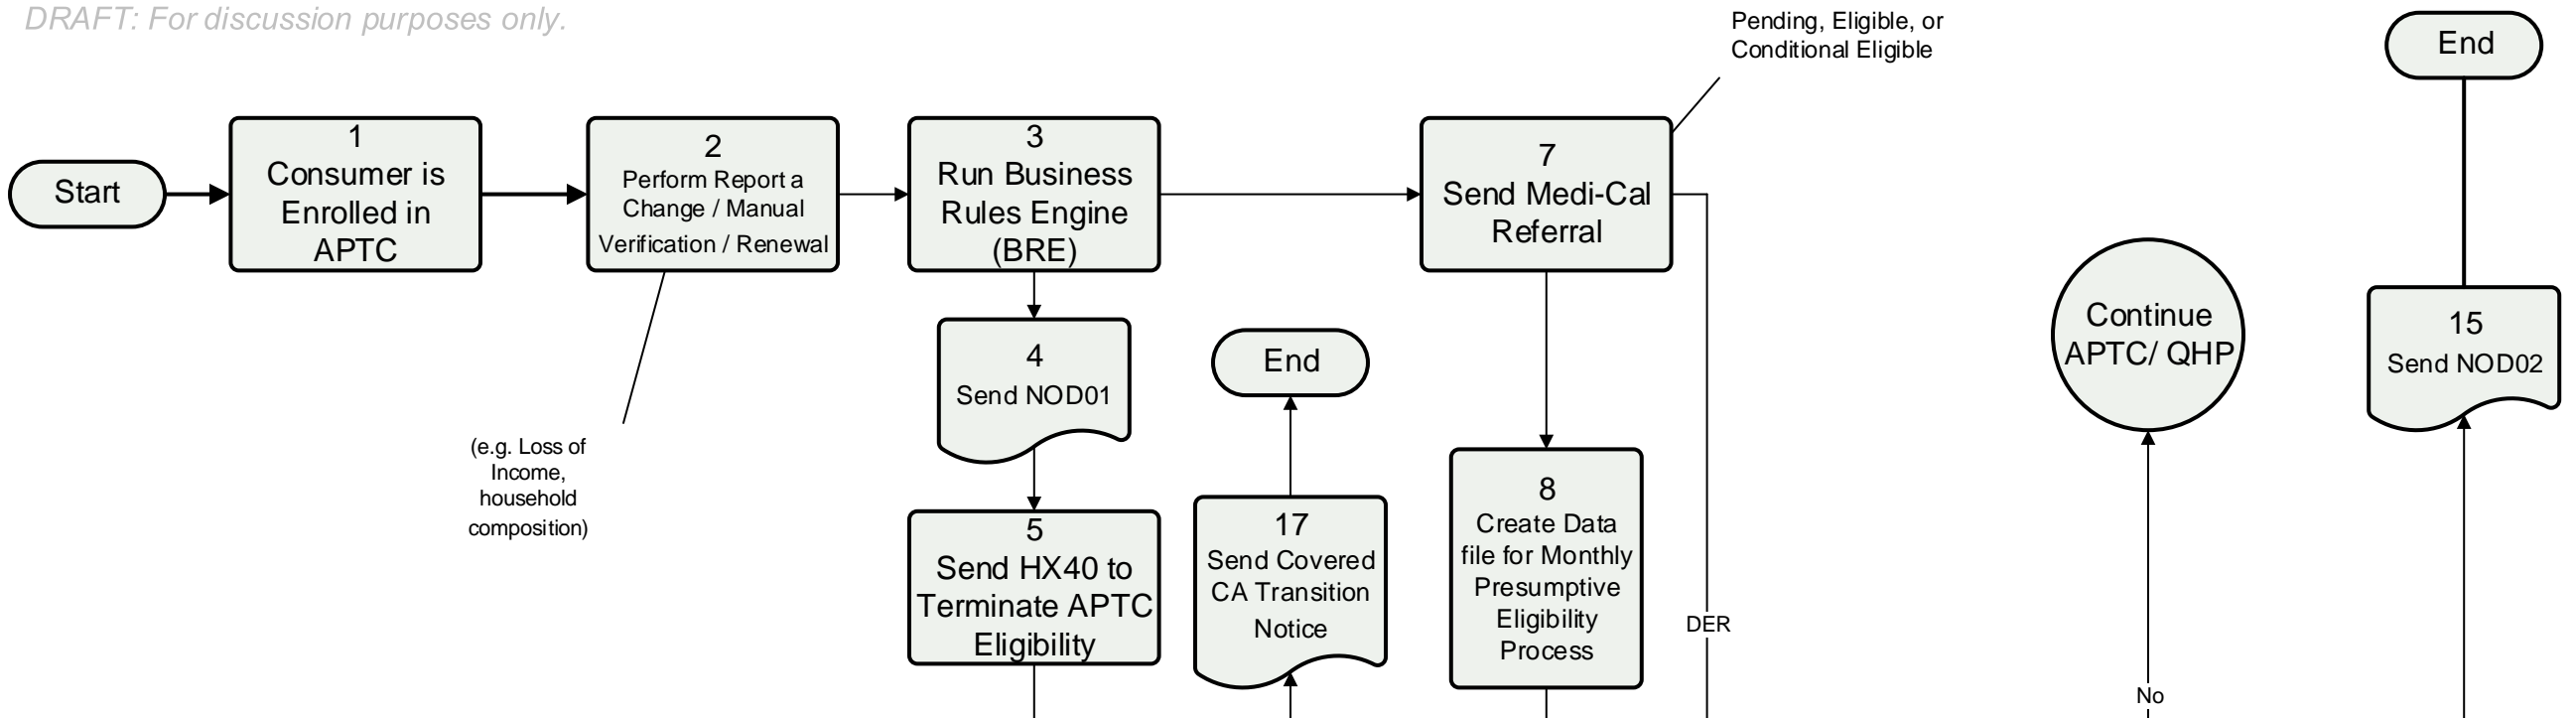 DRAFT: For discussion purposes only.
Pending, Eligible, or
Conditional Eligible
End
Start
1
Consumer is
Enrolled in
APTC
2
Perform Report a
Change / Manual
Verification / Renewal
3
Run Business
Rules Engine
(BRE)
7
Send Medi-Cal
Referral
Continue
APTC/ QHP
15
Send NOD02
4
Send NOD01
End
(e.g. Loss of
Income,
household
composition)
5
Send HX40 to
Terminate APTC
Eligibility
17
Send Covered
CA Transition
Notice
8
Create Data
file for Monthly
Presumptive
Eligibility
Process
DER
No